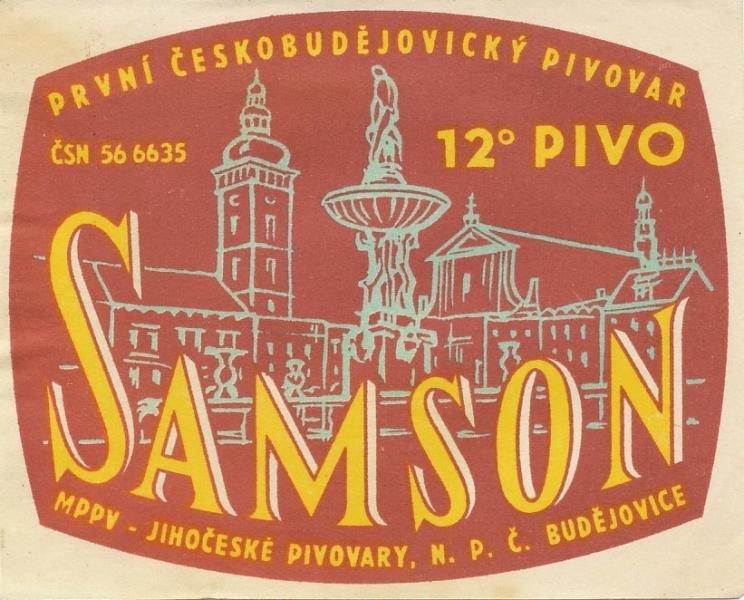 PRVNÍ ČESKOBUDĚJOVICKÝ PIVOVAR
ČSN 56 6635
12° PIVO
SAMSON
MPPV - JIHOČESKÉ PIVOVARY, N. P. Č. BUDĚJOVICE